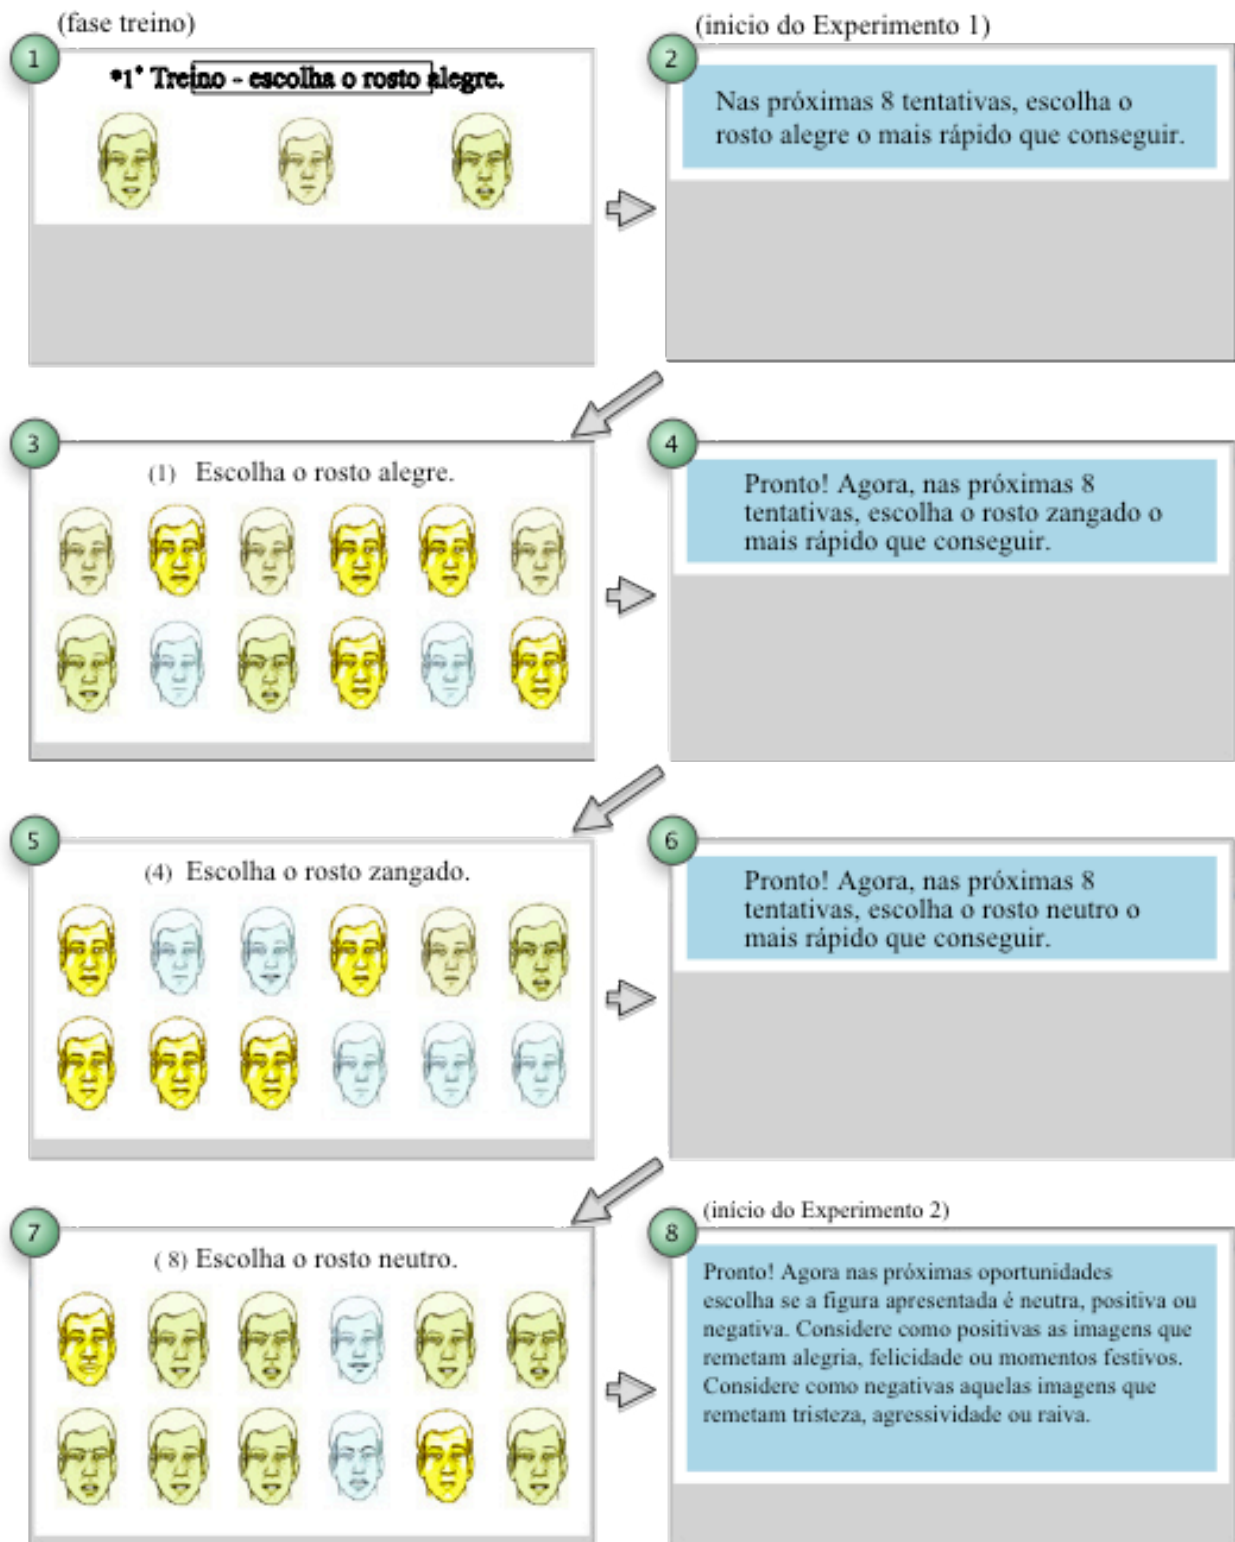 (fase treino)
1
*1° Treino - escolha o rosto alegre.
(inicio do Experimento 1)
2
Nas próximas 8 tentativas, escolha o
rosto alegre o mais rápido que conseguir.
3
(1) Escolha o rosto alegre.
4
Pronto! Agora, nas próximas 8
tentativas, escolha o rosto zangado o
mais rápido que conseguir.
5
(4) Escolha o rosto zangado.
6
Pronto! Agora, nas próximas 8
tentativas, escolha o rosto neutro o
mais rápido que conseguir.
7
( 8) Escolha o rosto neutro.
(início do Experimento 2)
8
Pronto! Agora nas próximas oportunidades
escolha se a figura apresentada é neutra, positiva ou
negativa. Considere como positivas as imagens que
remetam alegria, felicidade ou momentos festivos.
Considere como negativas aquelas imagens que
remetam tristeza, agressividade ou raiva.